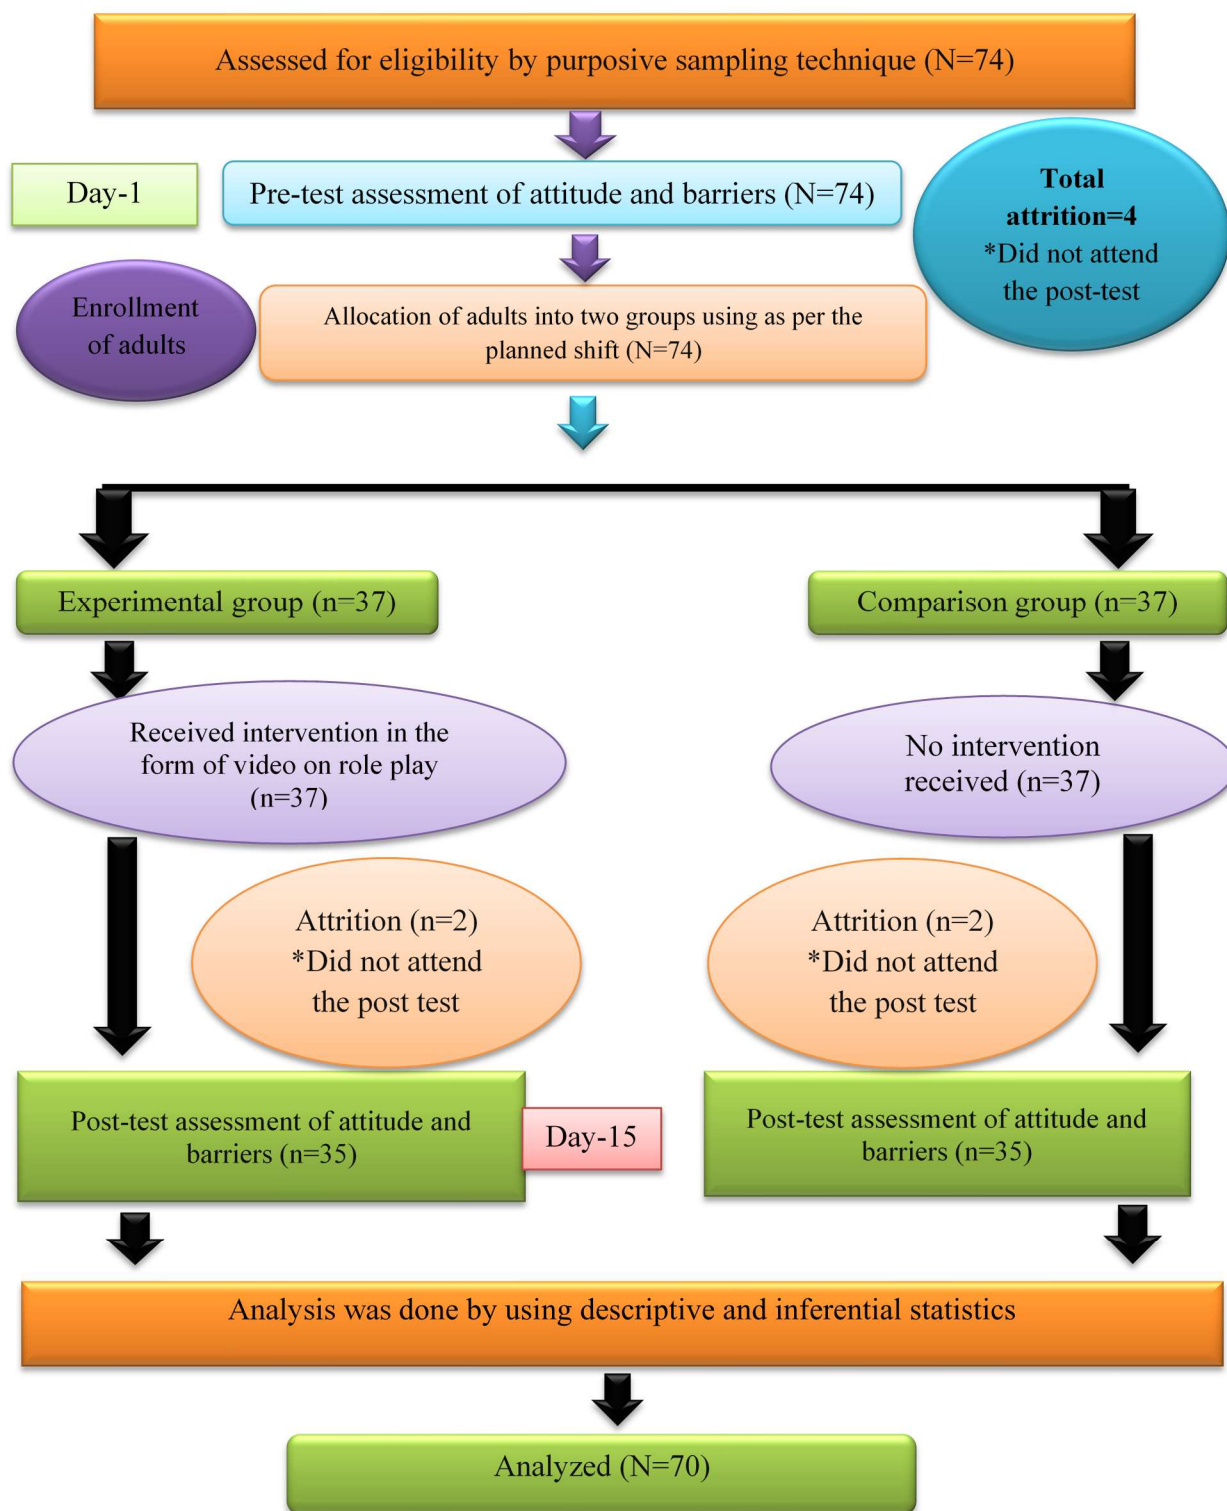 Assessed for eligibility by purposive sampling technique (N=74)
Day-1
Pre-test assessment of attitude and barriers (N=74)
Total
attrition=4
*Did not attend
the post-test
Enrollment
of adults
Allocation of adults into two groups using as per the
planned shift (N=74)
Experimental group (n=37)
Comparison group (n=37)
Received intervention in the
form of video on role play
(n=37)
No intervention
received (n=37)
Attrition (n=2)
*Did not attend
the post test
Attrition (n=2)
*Did not attend
the post test
Post-test assessment of attitude and
barriers (n=35)
Day-15
Post-test assessment of attitude and
barriers (n=35)
Analysis was done by using descriptive and inferential statistics
Analyzed (N=70)